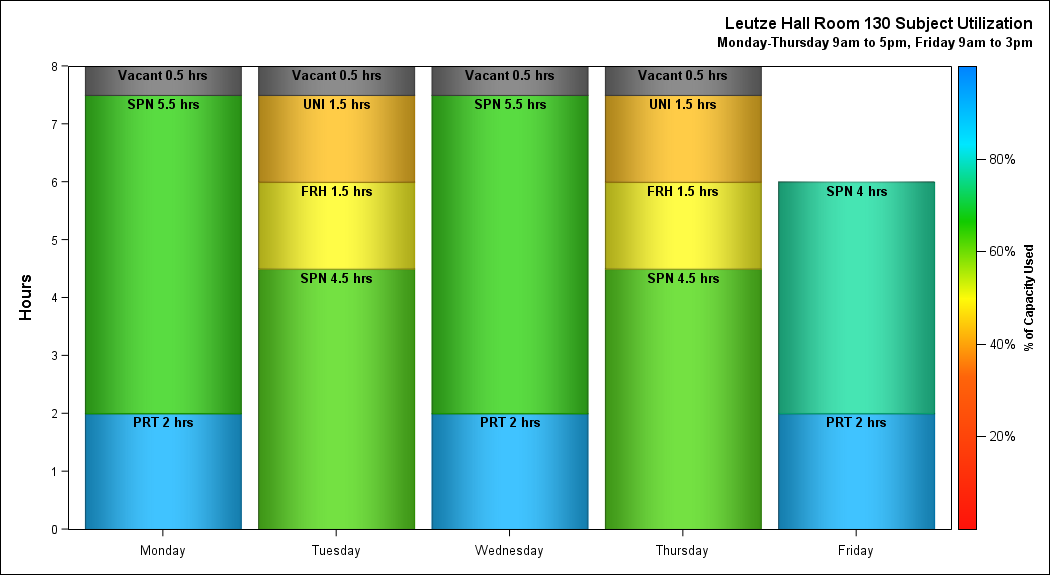 Leutze Hall Room 130 Subject Utilization
Monday-Thursday 9am to 5pm, Friday 9am to 3pm
Hours
8
7
6
5
4
3
2
1
0
Vacant 0.5 hrs
SPN 5.5 hrs
PRT 2 hrs
Vacant 0.5 hrs
UNI 1.5 hrs
FRH 1.5 hrs
SPN 4.5 hrs
Vacant 0.5 hrs
SPN 5.5 hrs
PRT 2 hrs
Vacant 0.5 hrs
UNI 1.5 hrs
FRH 1.5 hrs
SPN 4.5 hrs
SPN 4 hrs
PRT 2 hrs
Monday
Tuesday
Wednesday
Thursday
Friday
80%
60%
40%
20%
% of Capacity Used